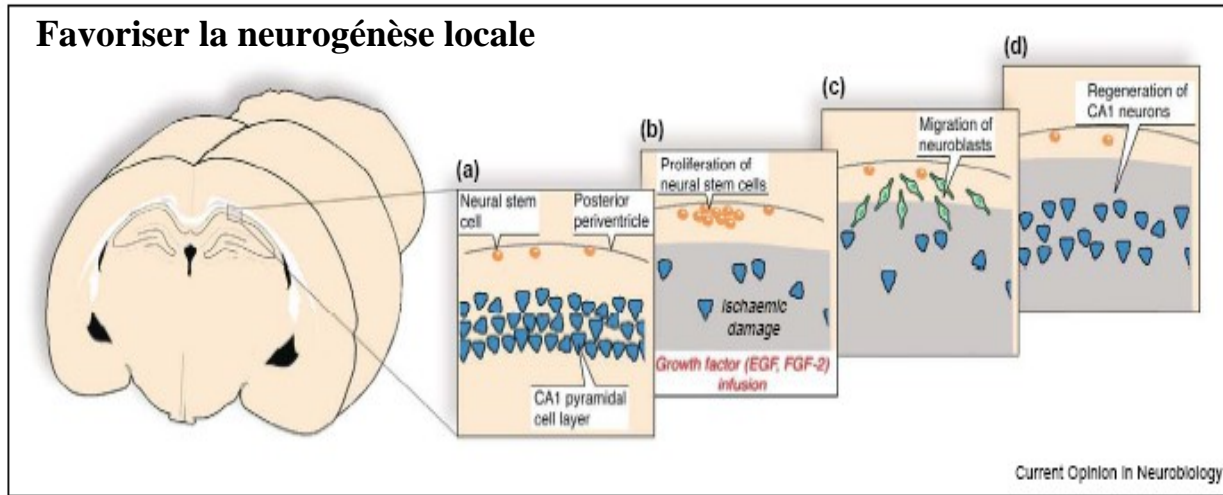 Favoriser la neurogénèse locale
(a)
Neural stem
cell
Posterior
periventricle
CA1 pyramidal
cell layer
(b)
Proliferation of
neural stem cells
Ischaemic
damage
Growth factor (EGF, FGF-2)
infusion
(c)
Migration of
neuroblasts
(d)
Regeneration of
CA1 neurons
Current Opinion in Neurobiology